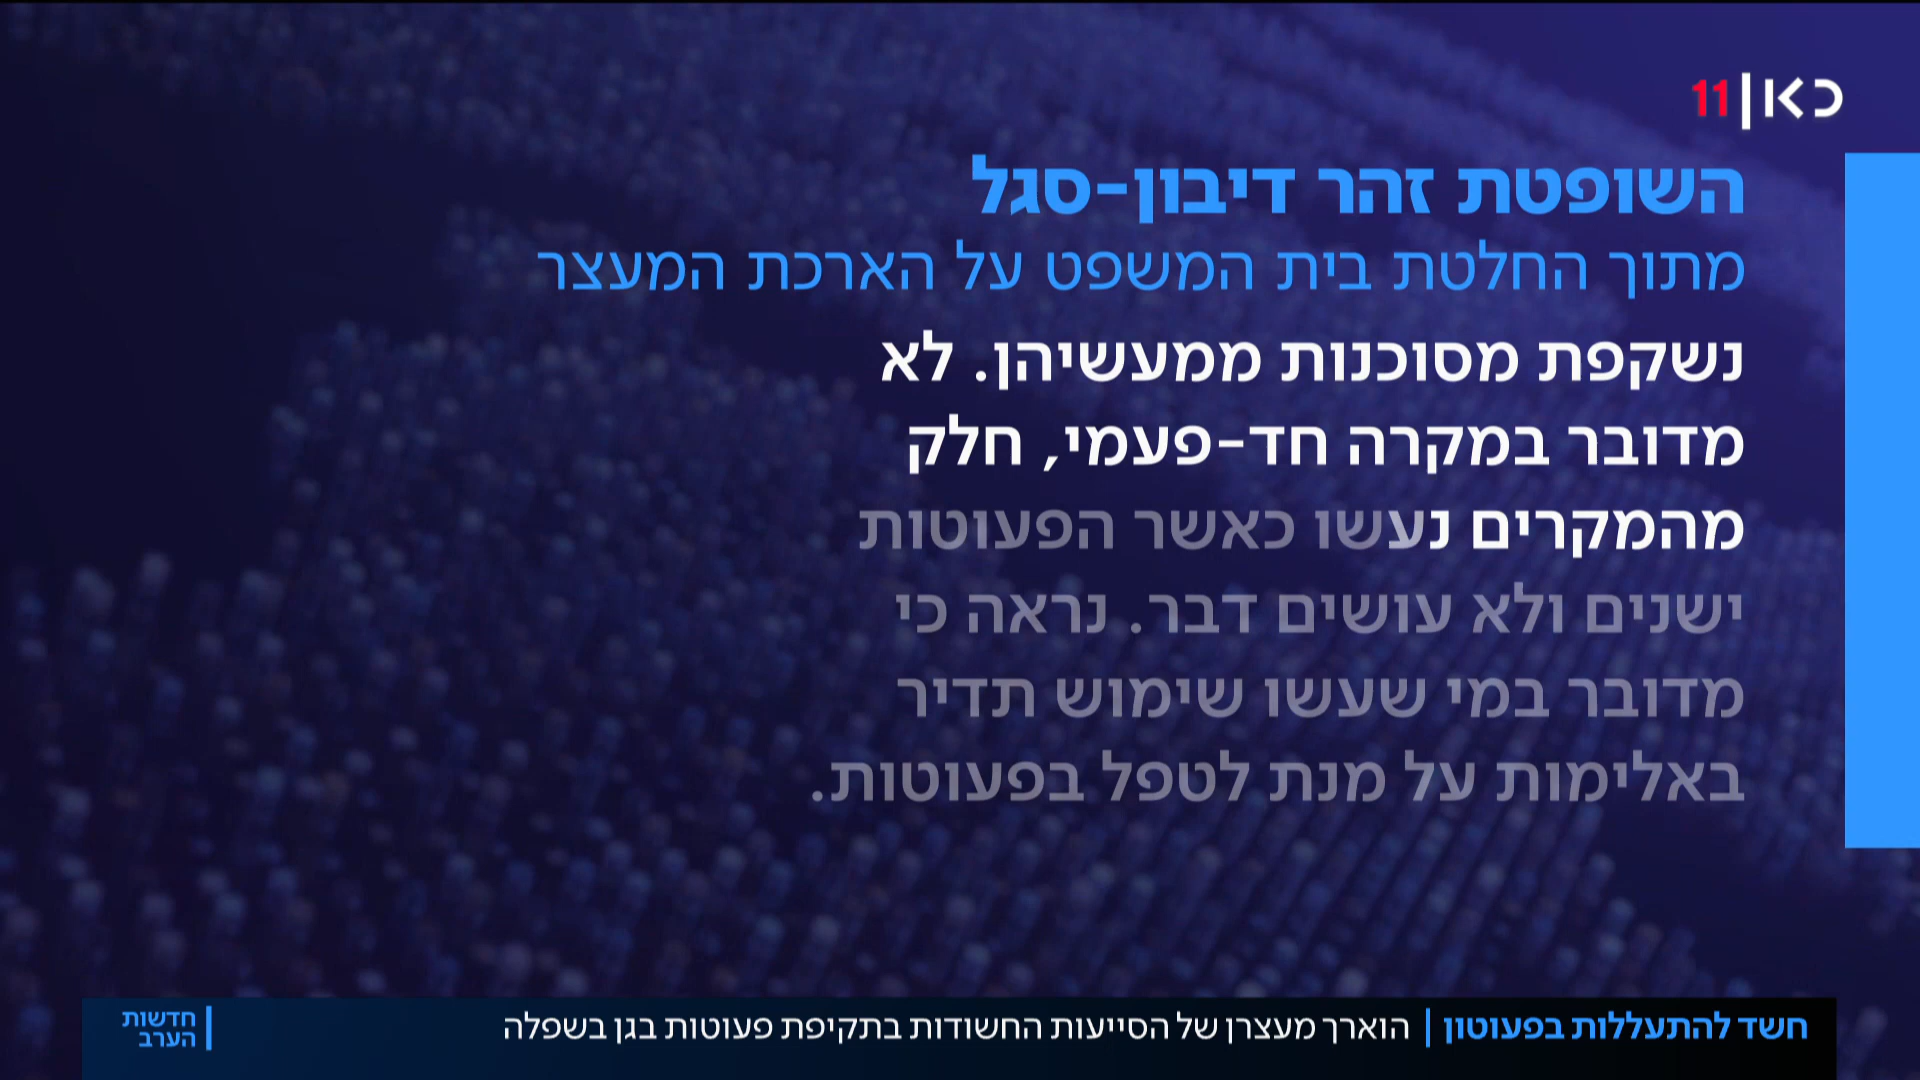 כאן|11
השופטת זהר דיבון-סגל
מתוך החלטת בית המשפט על הארכת המעצר
נשקפת מסוכנות ממעשיהן. לא
מדובר במקרה חד-פעמי, חלק
מהמקרים נעשו כאשר הפעוטות
ישנים ולא עושים דבר. נראה כי
מדובר במי שעשו שימוש תדיר
באלימות על מנת לטפל בפעוטות.
חשד להתעללות בפעוטון | הוארך מעצרן של הסייעות החשודות בתקיפת פעוטות בגן בשפלה
חדשות
הערב